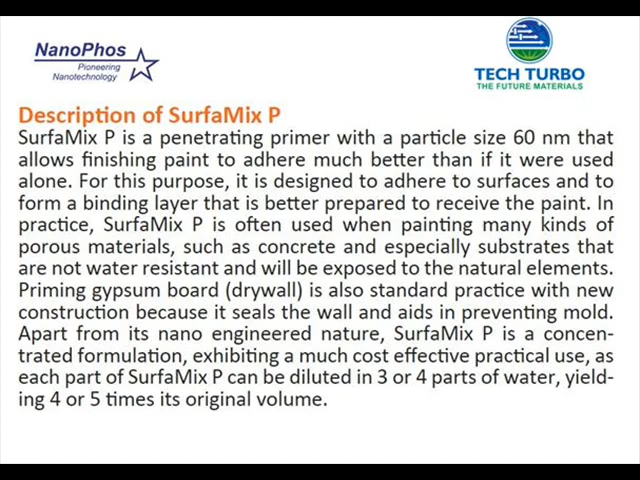 NanoPhos
Pioneering
Nanotechnology
TECH TURBO
THE FUTURE MATERIALS
Description of SurfaMix P
SurfaMix P is a penetrating primer with a particle size 60 nm that
allows finishing paint to adhere much better than if it were used
alone. For this purpose, it is designed to adhere to surfaces and to
form a binding layer that is better prepared to receive the paint. In
practice, SurfaMix P is often used when painting many kinds of
porous materials, such as concrete and especially substrates that
are not water resistant and will be exposed to the natural elements.
Priming gypsum board (drywall) is also standard practice with new
construction because it seals the wall and aids in preventing mold.
Apart from its nano engineered nature, SurfaMix P is a concen-
trated formulation, exhibiting a much cost effective practical use, as
each part of SurfaMix P can be diluted in 3 or 4 parts of water, yield-
ing 4 or 5 times its original volume.